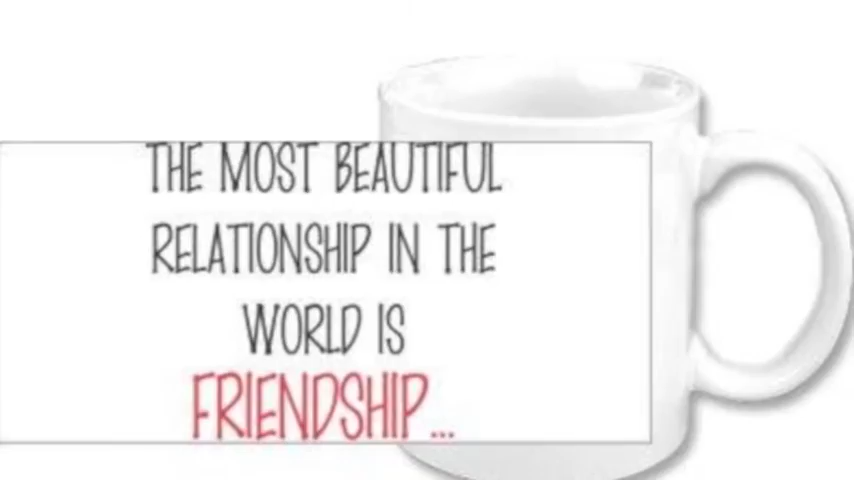 THE MOST BEAUTIFUL
RELATIONSHIP IN THE
WORLD IS
FRIENDSHIP...